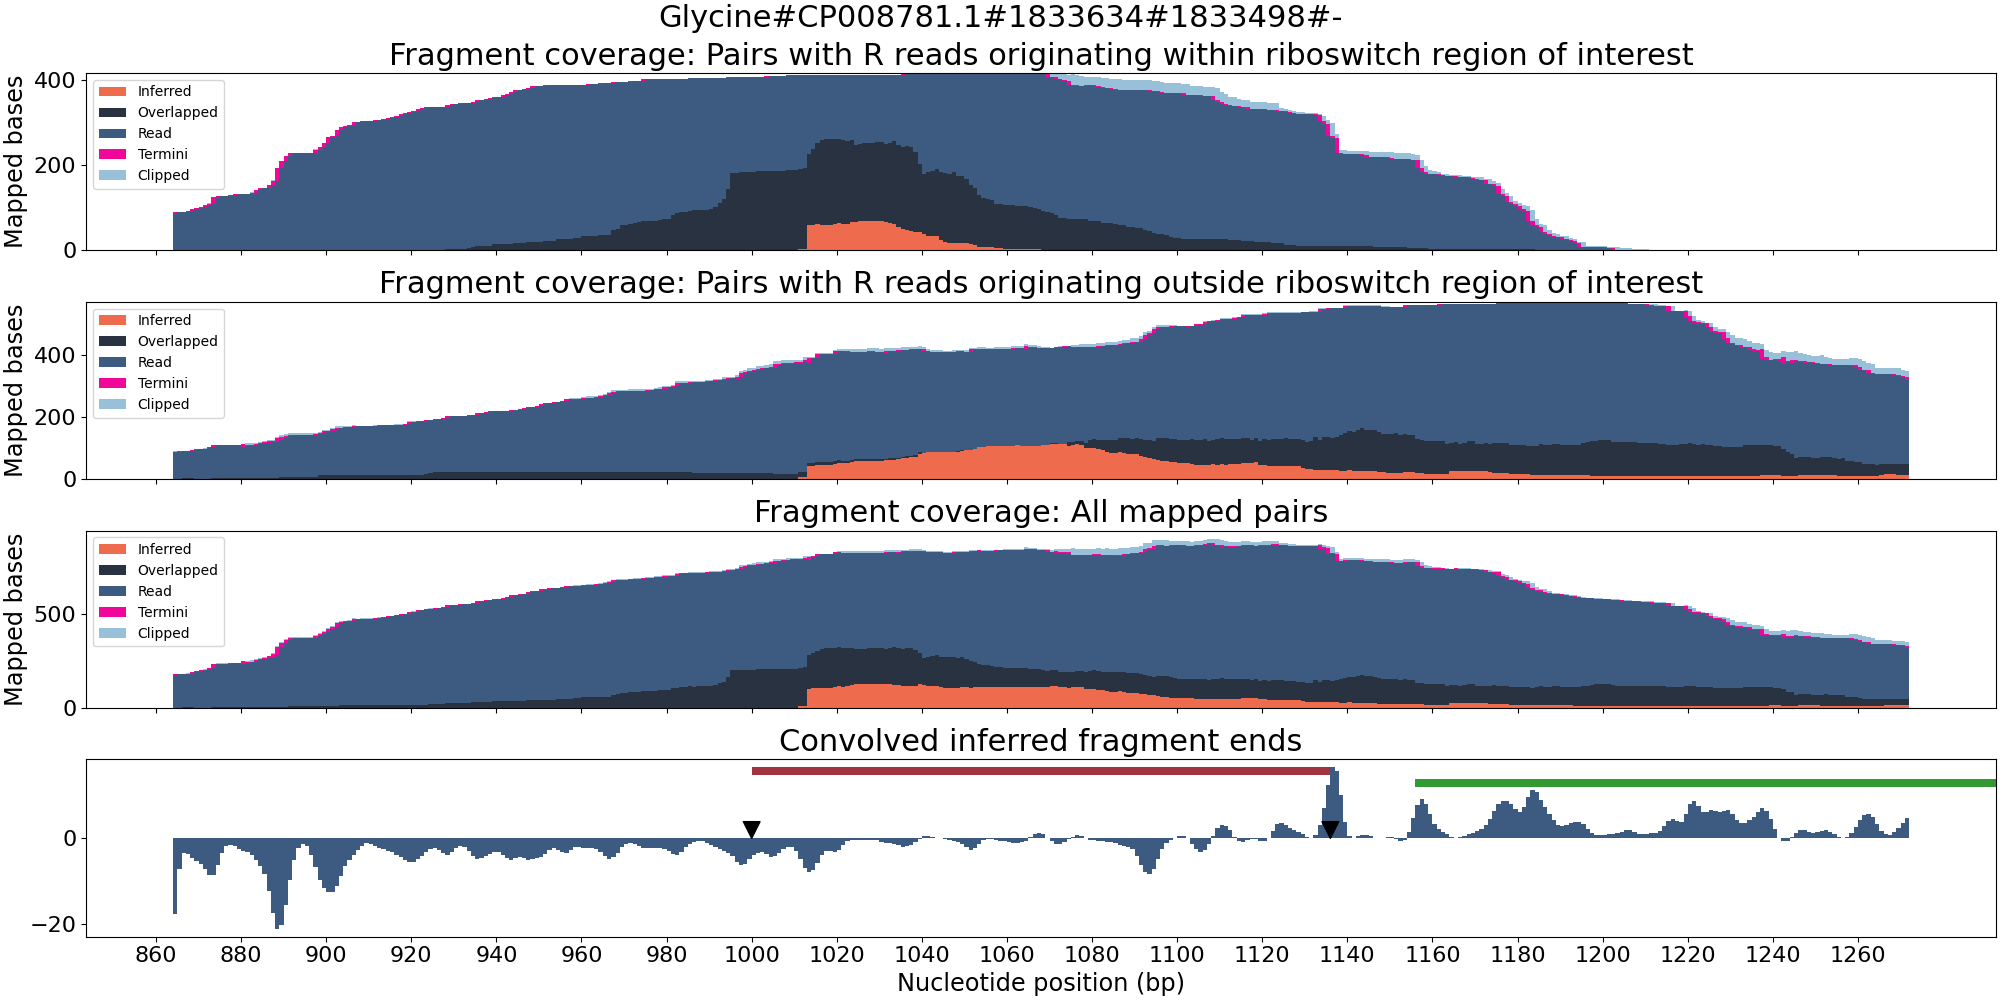 Glycine#CP008781.1#1833634#1833498#-
Fragment coverage: Pairs with R reads originating within riboswitch region of interest
Mapped bases
400
200
0
Inferred
Overlapped
Read
Termini
Clipped
Fragment coverage: Pairs with R reads originating outside riboswitch region of interest
Mapped bases
400
200
0
Inferred
Overlapped
Read
Termini
Clipped
Fragment coverage: All mapped pairs
Mapped bases
500
0
Inferred
Overlapped
Read
Termini
Clipped
Convolved inferred fragment ends
0
−20
860 880 900 920 940 960 980 1000 1020 1040 1060 1080 1100 1120 1140 1160 1180 1200 1220 1240 1260
Nucleotide position (bp)